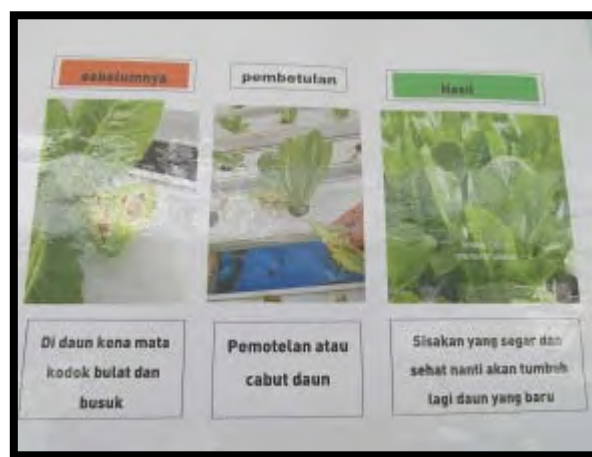 sebelumnya
pembetulan
Hasil
Di daun kena mata
kodok bulat dan
busuk
Pemotelan atau
cabut daun
Sisakan yang segar dan
sehat nanti akan tumbuh
lagi daun yang baru